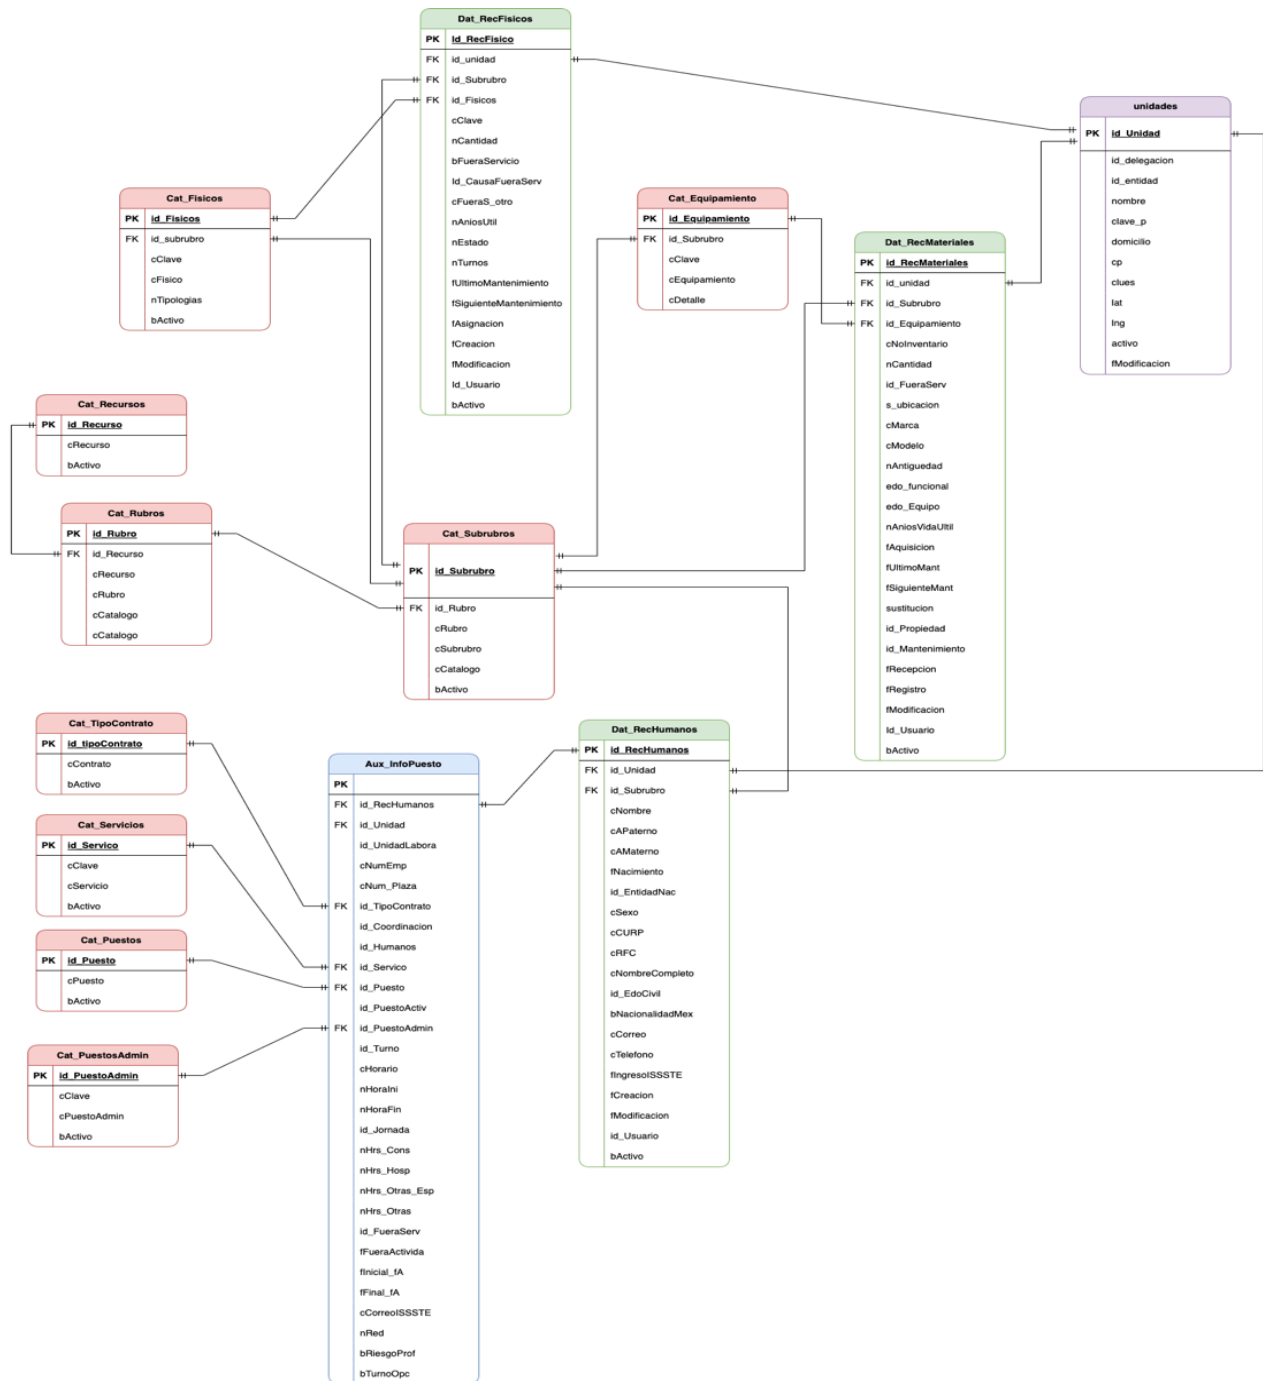 Dat_RecFisicos
PK Id_RecFisico
FK id_unidad
FK id_Subrubro
FK id_Fisicos
cClave
nCantidad
bFueraServicio
Id_CausaFueraServ
cFueraS_otro
nAniosUtil
nEstado
nTurnos
fUltimoMantenimiento
fSiguienteMantenimiento
fAsignacion
fCreacion
fModificacion
Id_Usuario
bActivo
unidades
PK id_Unidad
id_delegacion
id_entidad
nombre
clave_p
domicilio
cp
clues
lat
lng
activo
fModificacion
Cat_Fisicos
PK id_Fisicos
FK id_subrubro
cClave
cFisico
nTipologias
bActivo
Cat_Equipamiento
PK id_Equipamiento
FK id_Subrubro
cClave
cEquipamiento
cDetalle
Dat_RecMateriales
PK id_RecMateriales
FK id_unidad
FK id_Subrubro
FK id_Equipamiento
cNoInventario
nCantidad
id_FueraServ
s_ubicacion
cMarca
cModelo
nAntiguedad
edo_funcional
edo_Equipo
nAniosVidaUltil
fAquisicion
fUltimoMant
fSiguienteMant
sustitucion
id_Propiedad
id_Mantenimiento
fRecepcion
fRegistro
fModificacion
Id_Usuario
bActivo
Cat_Recursos
PK id_Recurso
cRecurso
bActivo
Cat_Rubros
PK id_Rubro
FK id_Recurso
cRecurso
cRubro
cCatalogo
cCatalogo
Cat_Subrubros
PK id_Subrubro
FK id_Rubro
cRubro
cSubrubro
cCatalogo
bActivo
Cat_TipoContrato
PK id_tipoContrato
cContrato
bActivo
Cat_Servicios
PK id_Servico
cClave
cServicio
bActivo
Cat_Puestos
PK id_Puesto
cPuesto
bActivo
Cat_PuestosAdmin
PK id_PuestoAdmin
cClave
cPuestoAdmin
bActivo
Aux_InfoPuesto
PK
FK id_RecHumanos
FK id_Unidad
id_UnidadLabora
cNumEmp
cNum_Plaza
FK id_TipoContrato
id_Coordinacion
id_Humanos
FK id_Servico
FK id_Puesto
id_PuestoActiv
FK id_PuestoAdmin
id_Turno
cHorario
nHoraIni
nHoraFin
id_Jornada
nHrs_Cons
nHrs_Hosp
nHrs_Otras_Esp
nHrs_Otras
id_FueraServ
fFueraActivida
fInicial_fA
fFinal_fA
cCorreoISSSTE
nRed
bRiesgoProf
bTurnoOpc
Dat_RecHumanos
PK id_RecHumanos
FK id_Unidad
FK id_Subrubro
cNombre
cAPaterno
cAMaterno
fNacimiento
id_EntidadNac
cSexo
cCURP
cRFC
cNombreCompleto
id_EdoCivil
bNacionalidadMex
cCorreo
cTelefono
fIngresoISSSTE
fCreacion
fModificacion
id_Usuario
bActivo